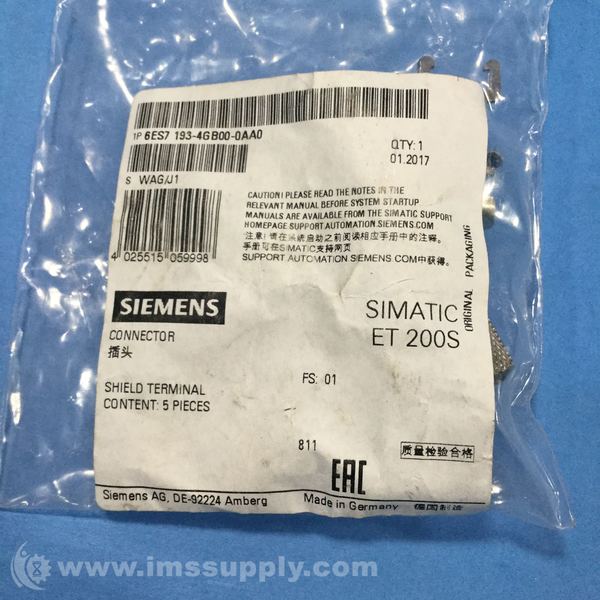 1P 6ES7 193-4GB00-0AA0
QTY: 1
01.2017
S WAG/J1
CAUTION! PLEASE READ THE NOTES IN THE
RELEVANT MANUAL BEFORE SYSTEM STARTUP
MANUALS ARE AVAILABLE FROM THE SIMATIC SUPPORT
HOMEPAGE SUPPORT.AUTOMATION.SIEMENS.COM
注意!请在系统启动之前阅读相应手册中的注释。
手册可在SIMATIC支持网页
SUPPORT AUTOMATION SIEMENS COM中获得。
4 025515 059998
ORIGINAL PACKAGING
SIEMENS
SIMATIC
ET 200S
CONNECTOR
插头
FS: 01
SHIELD TERMINAL
CONTENT: 5 PIECES
811
质量检验合格
EAC
Siemens AG, DE-92224 Amberg
Made in Germany
德国制造
www.imssupply.com